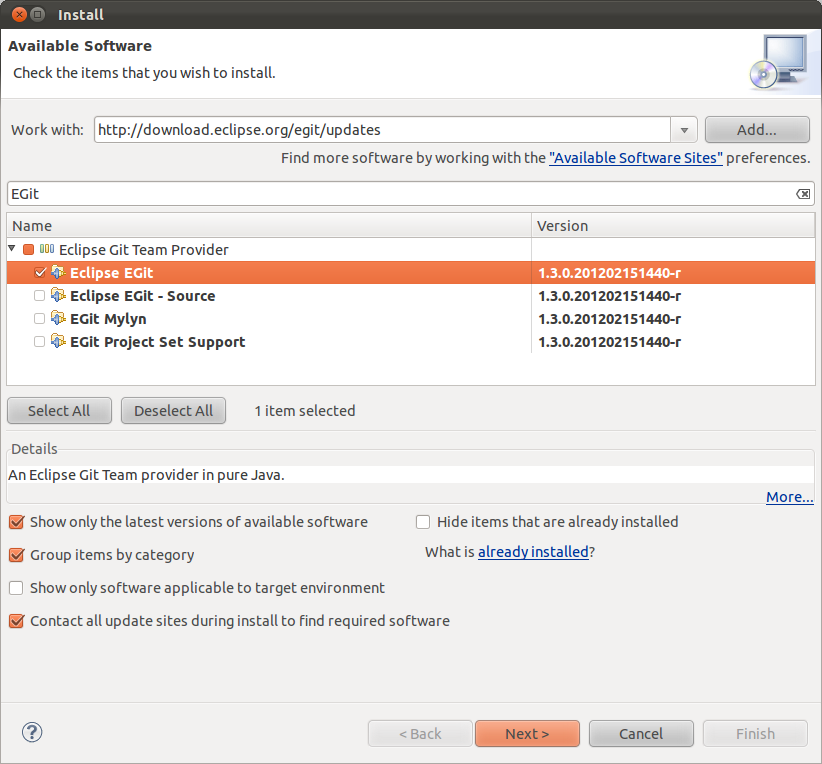 Install
Available Software
Check the items that you wish to install.
Work with: http://download.eclipse.org/egit/updates Add...
Find more software by working with the "Available Software Sites" preferences.
EGit
Name Version
Eclipse Git Team Provider
Eclipse EGit 1.3.0.201202151440-r
Eclipse EGit - Source 1.3.0.201202151440-r
EGit Mylyn 1.3.0.201202151440-r
EGit Project Set Support 1.3.0.201202151440-r
Select All Deselect All 1 item selected
Details
An Eclipse Git Team provider in pure Java.
More...
Show only the latest versions of available software Hide items that are already installed
Group items by category What is already installed?
Show only software applicable to target environment
Contact all update sites during install to find required software
? < Back Next > Cancel Finish